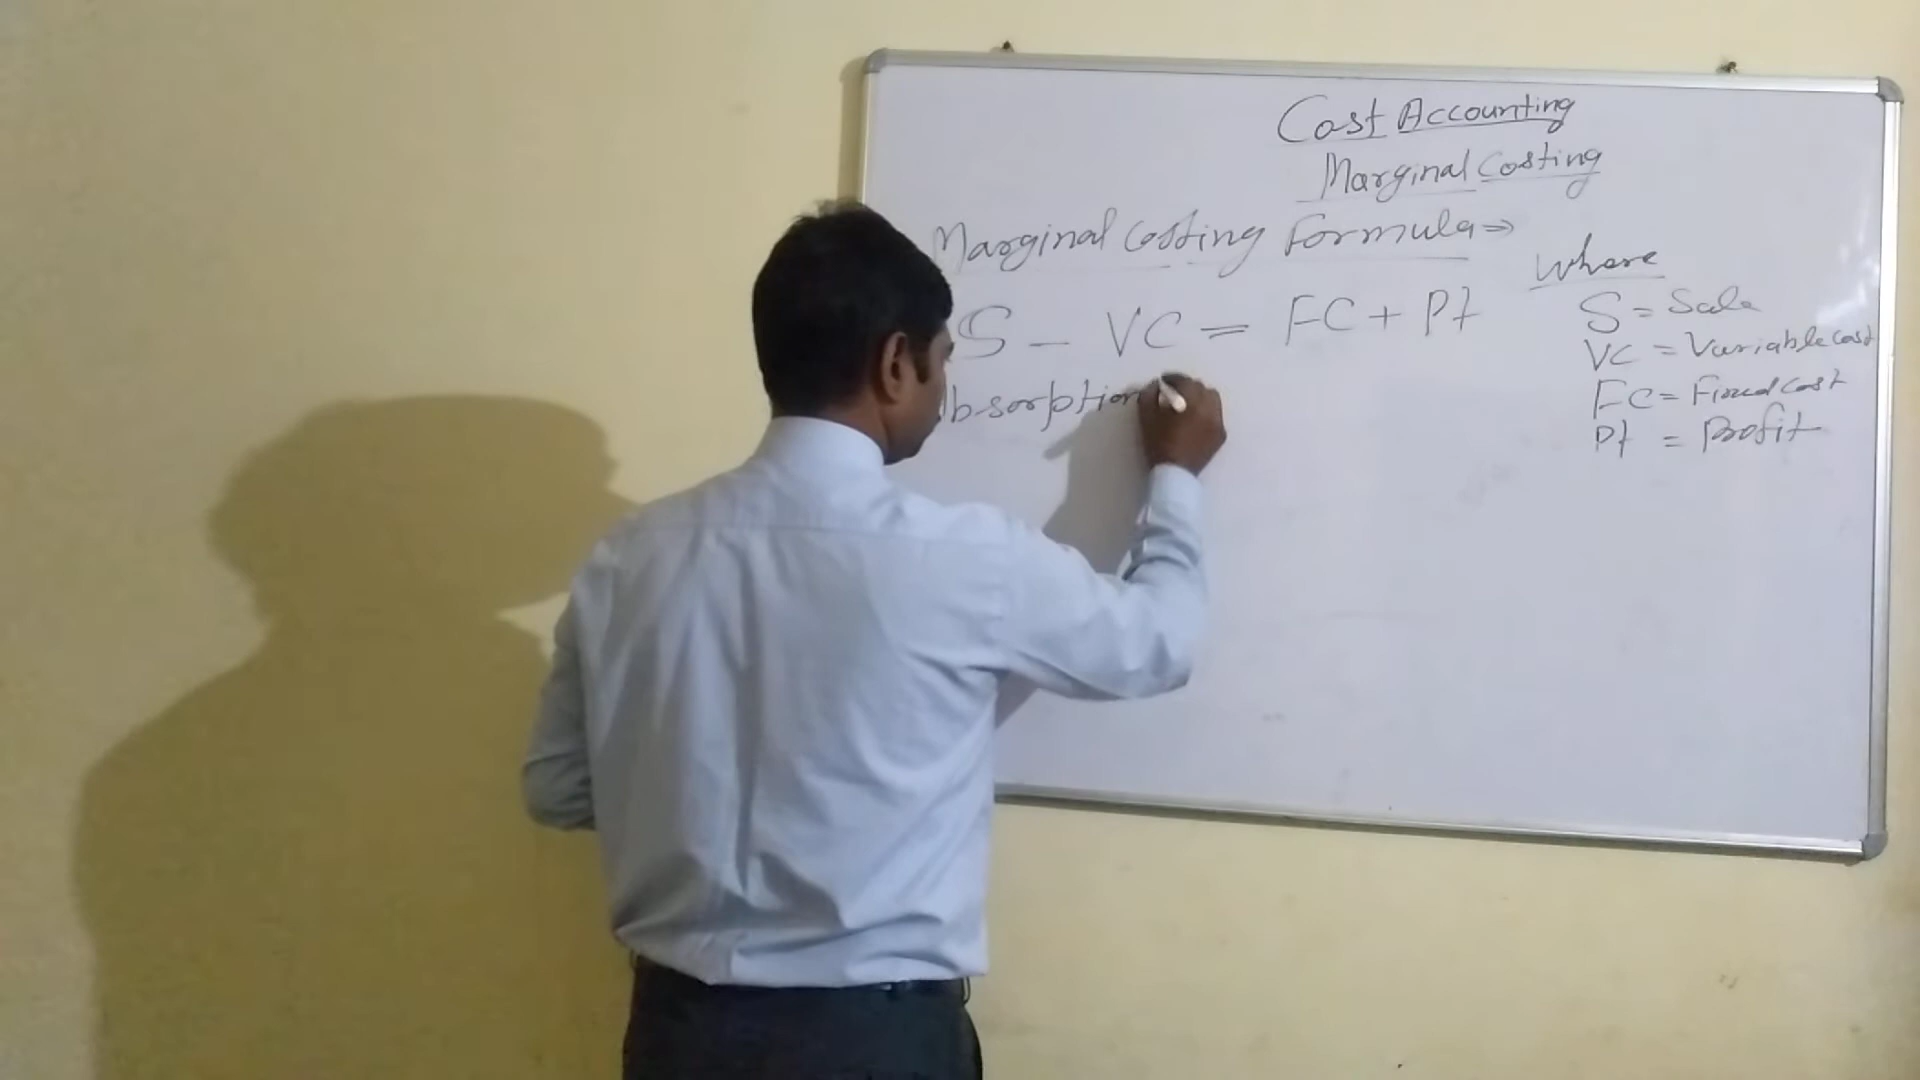 Cost Accounting
Marginal Costing
Marginal Costing Formula ⇒
S - VC = FC + Pt
bsorption
Where
S = Sale
VC = Variable cost
FC = Fixed cost
Pt = Profit